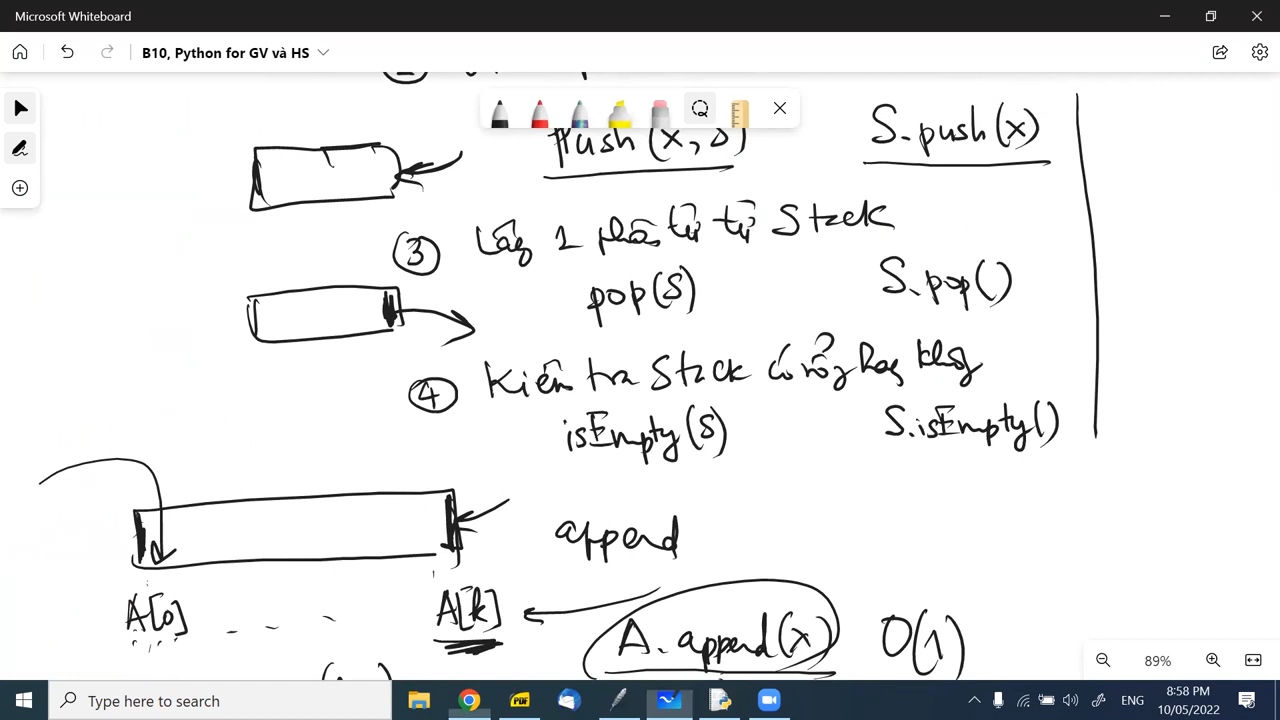 Microsoft Whiteboard
B10, Python for GV và HS
②
Push (x, S) S.push(x)
③ Lấy 1 phần tử từ Stack
pop(S) S.pop()
④ Kiểm tra Stack có rỗng hay không
isEmpty(S) S.isEmpty()
append
A[0] - - - A[k]
A.append(x) O(1)
89%
Type here to search
PDF
ENG
8:58 PM
10/05/2022